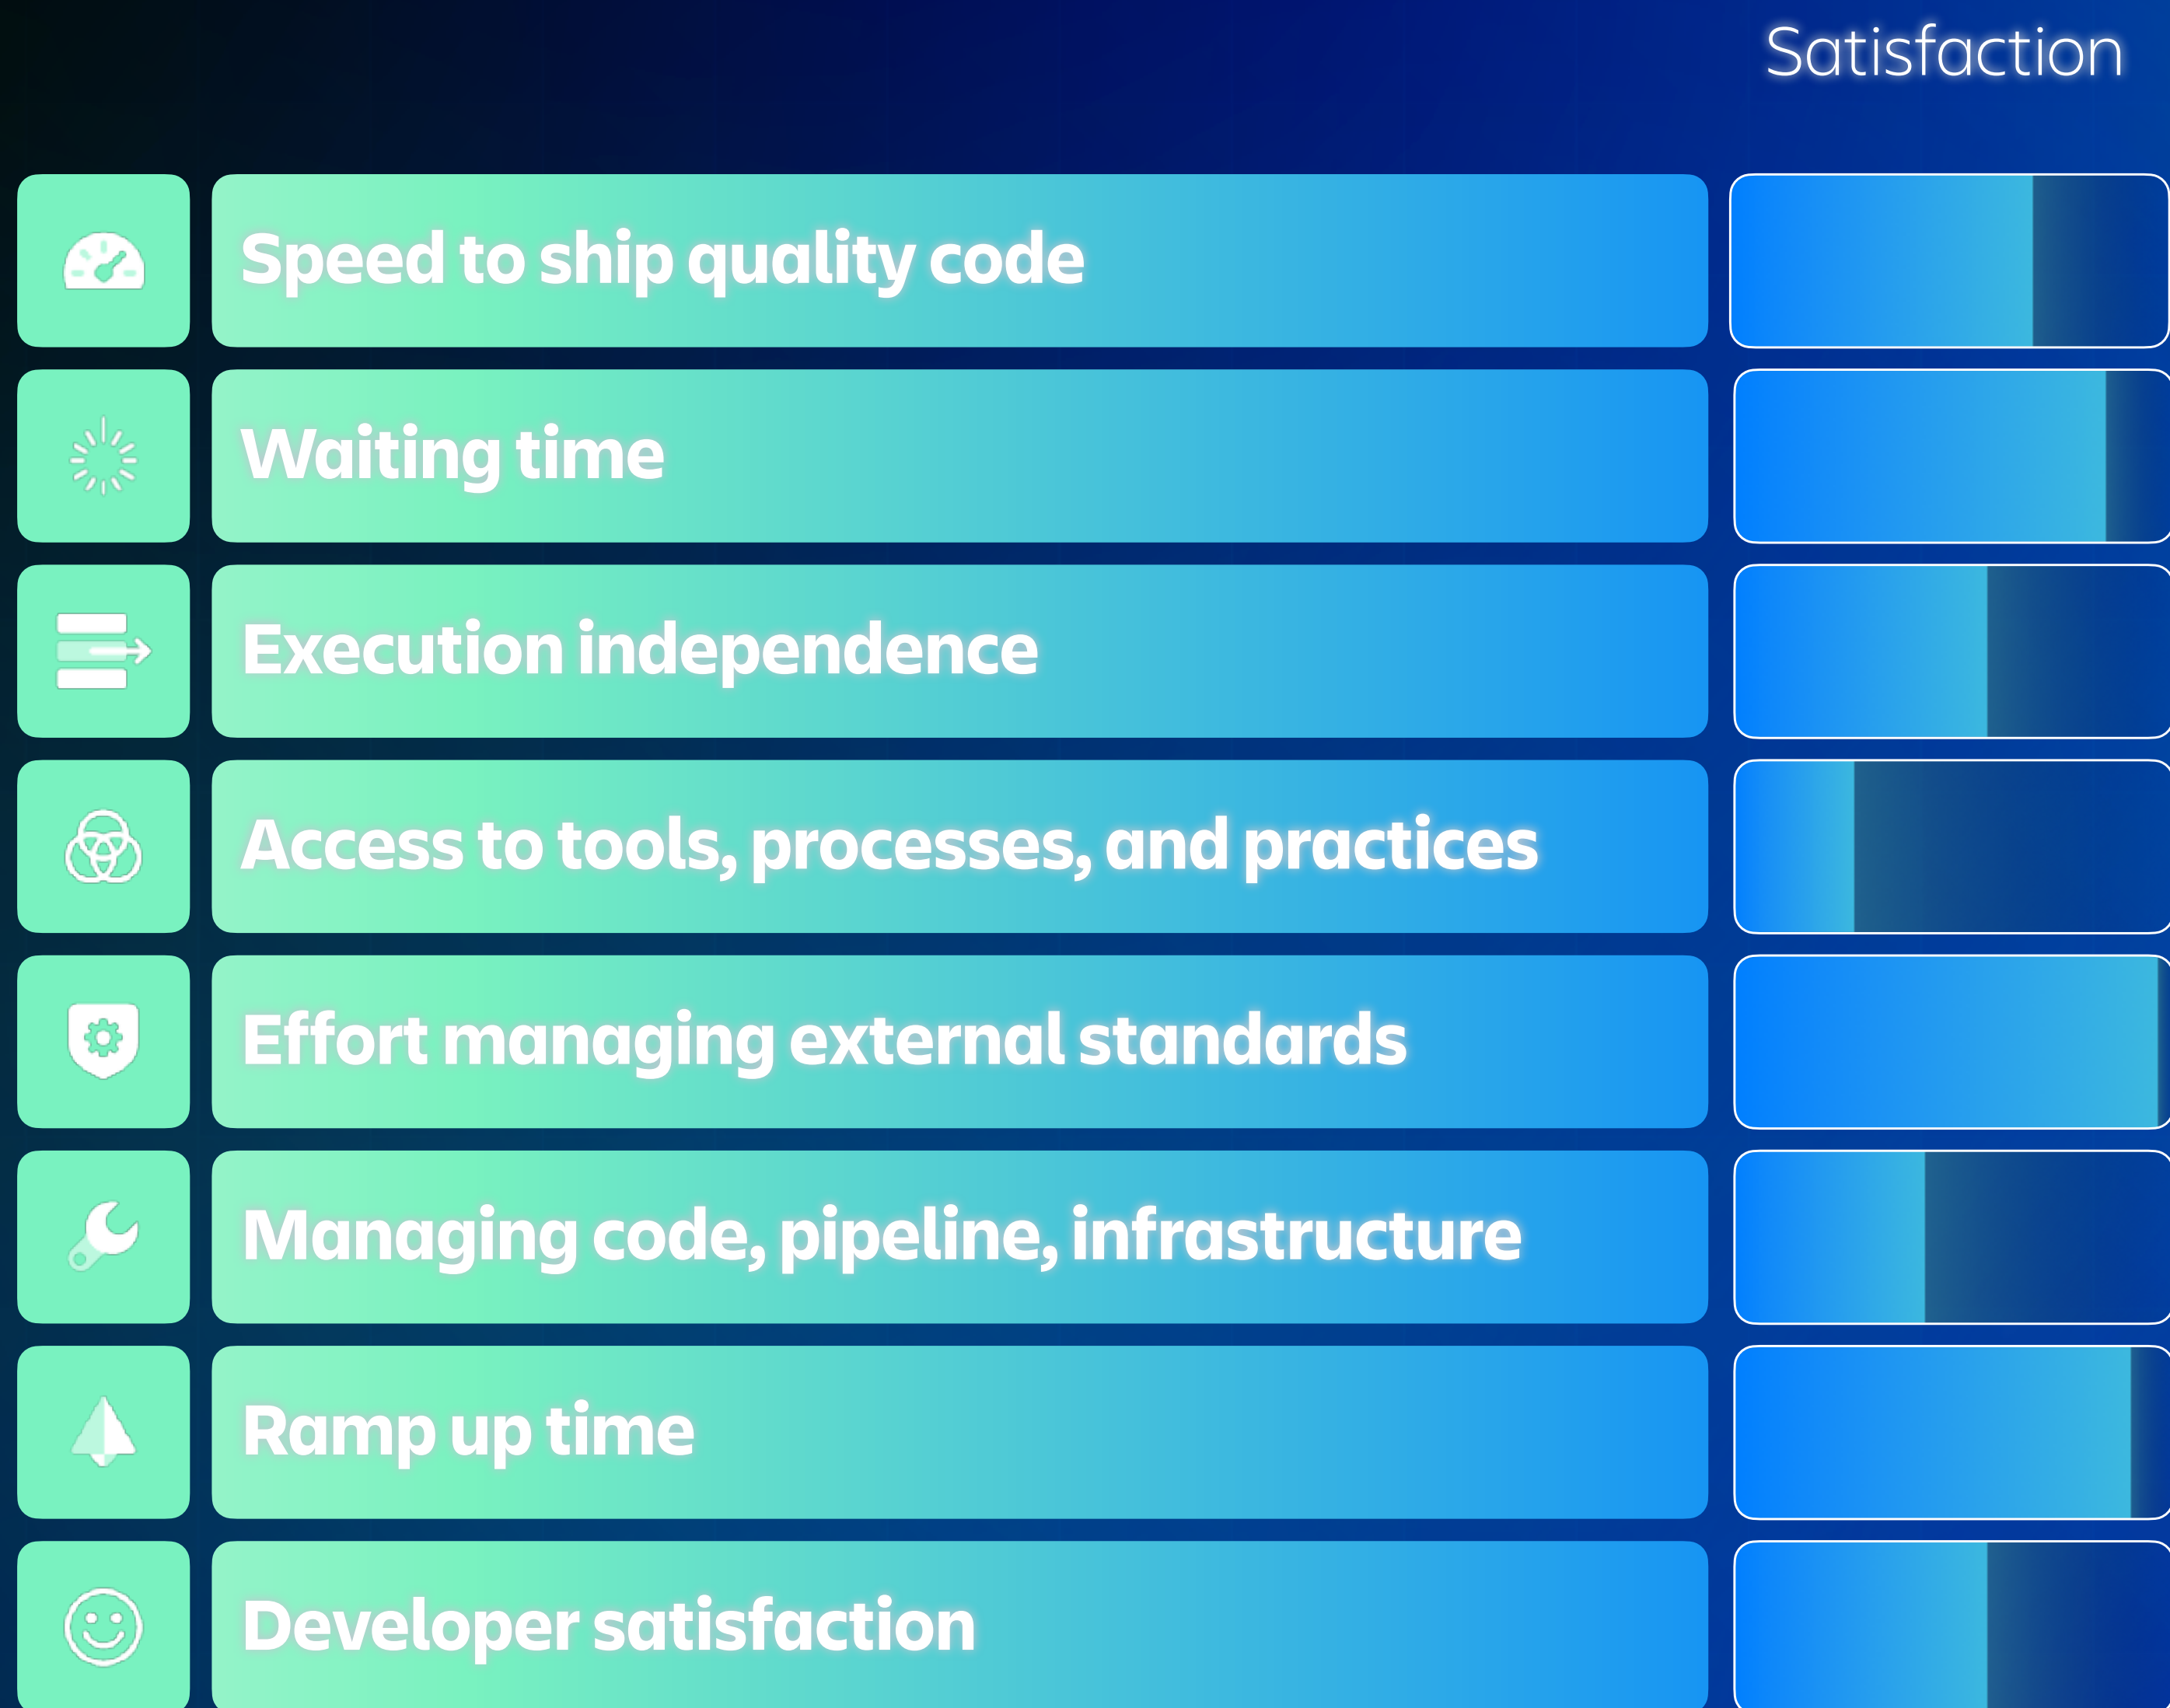 Satisfaction
Speed to ship quality code
Waiting time
Execution independence
Access to tools, processes, and practices
Effort managing external standards
Managing code, pipeline, infrastructure
Ramp up time
Developer satisfaction